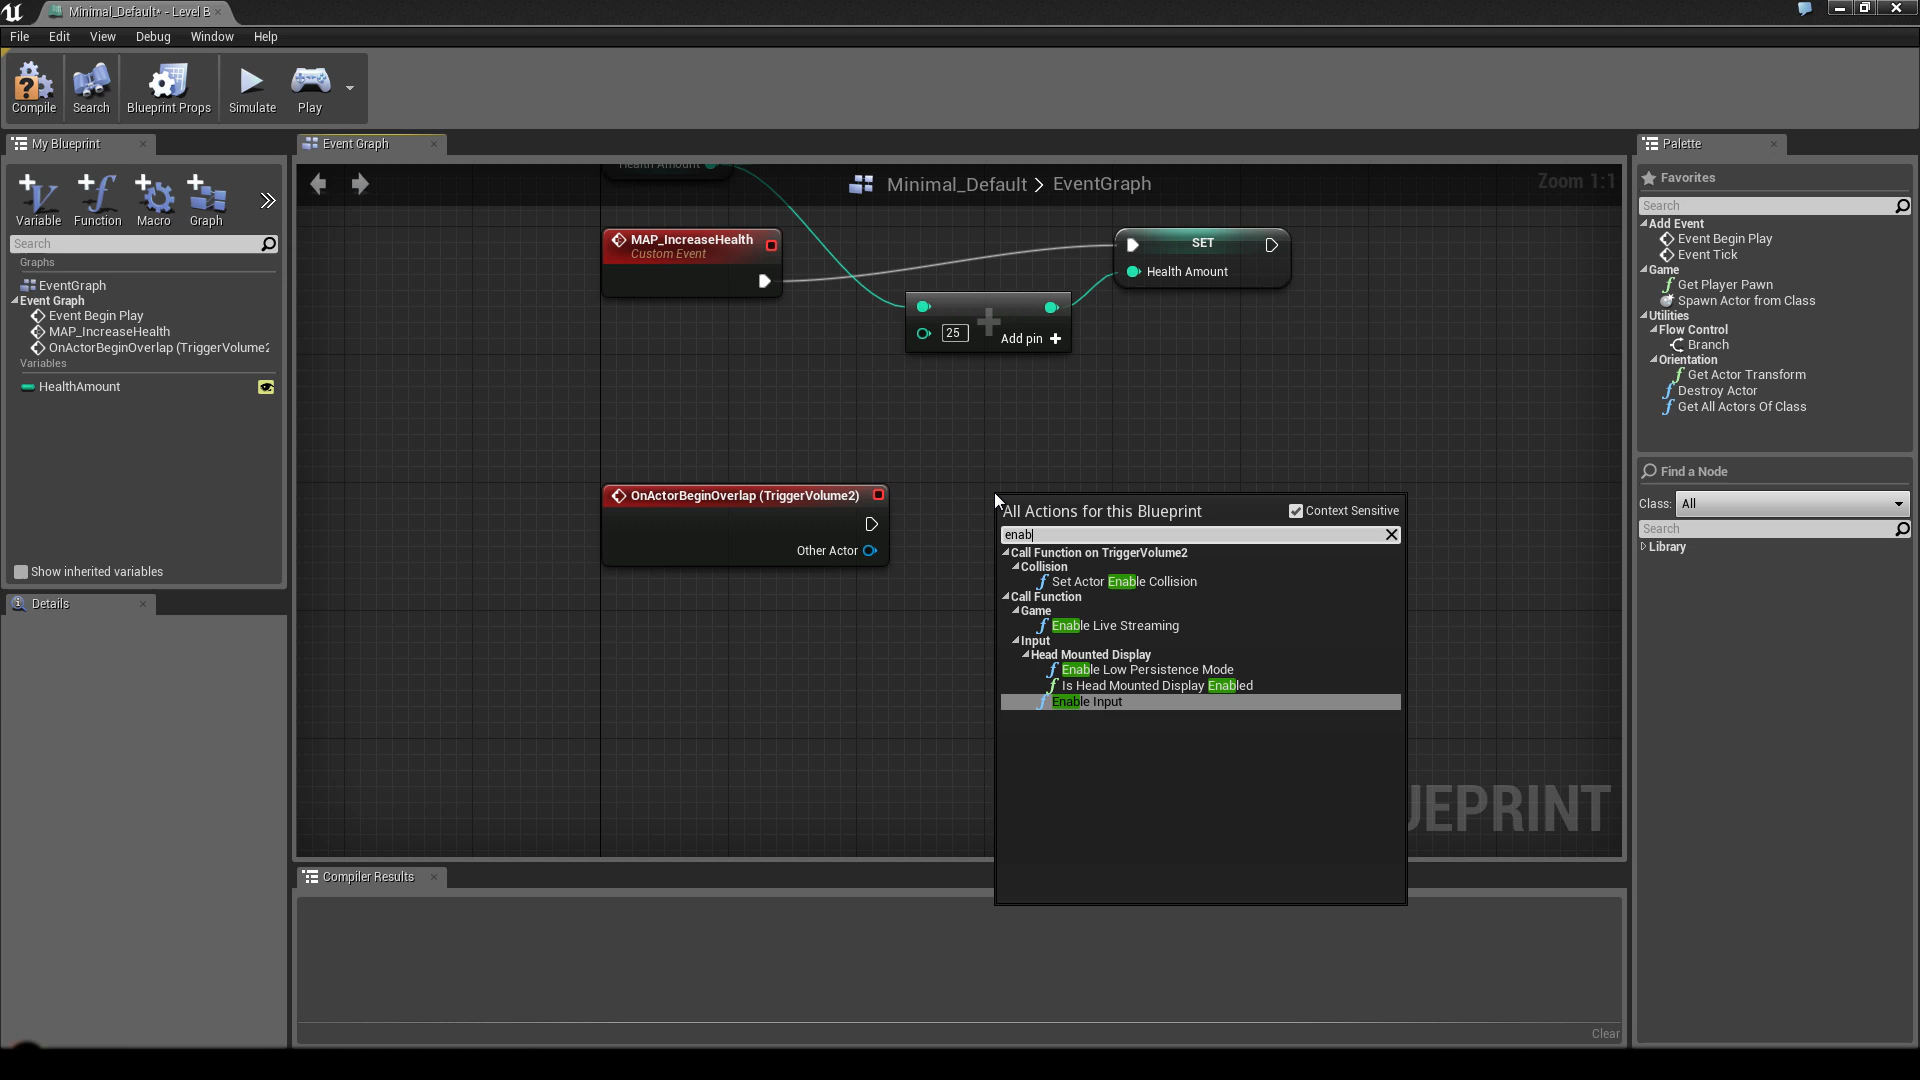 Minimal_Default* - Level B
File Edit View Debug Window Help
Compile Search Blueprint Props Simulate Play
My Blueprint
Event Graph
Palette
Variable Function Macro Graph
Search
Graphs
EventGraph
Event Graph
Event Begin Play
MAP_IncreaseHealth
OnActorBeginOverlap (TriggerVolume2
Variables
HealthAmount
Show inherited variables
Details
Health Amount
Minimal_Default > EventGraph
Zoom 1:1
MAP_IncreaseHealth
Custom Event
SET
Health Amount
25
Add pin
OnActorBeginOverlap (TriggerVolume2)
Other Actor
All Actions for this Blueprint
Context Sensitive
enab
Call Function on TriggerVolume2
Collision
Set Actor Enable Collision
Call Function
Game
Enable Live Streaming
Input
Head Mounted Display
Enable Low Persistence Mode
Is Head Mounted Display Enabled
Enable Input
UEPRINT
Compiler Results
Clear
Favorites
Search
Add Event
Event Begin Play
Event Tick
Game
Get Player Pawn
Spawn Actor from Class
Utilities
Flow Control
Branch
Orientation
Get Actor Transform
Destroy Actor
Get All Actors Of Class
Find a Node
Class: All
Search
Library